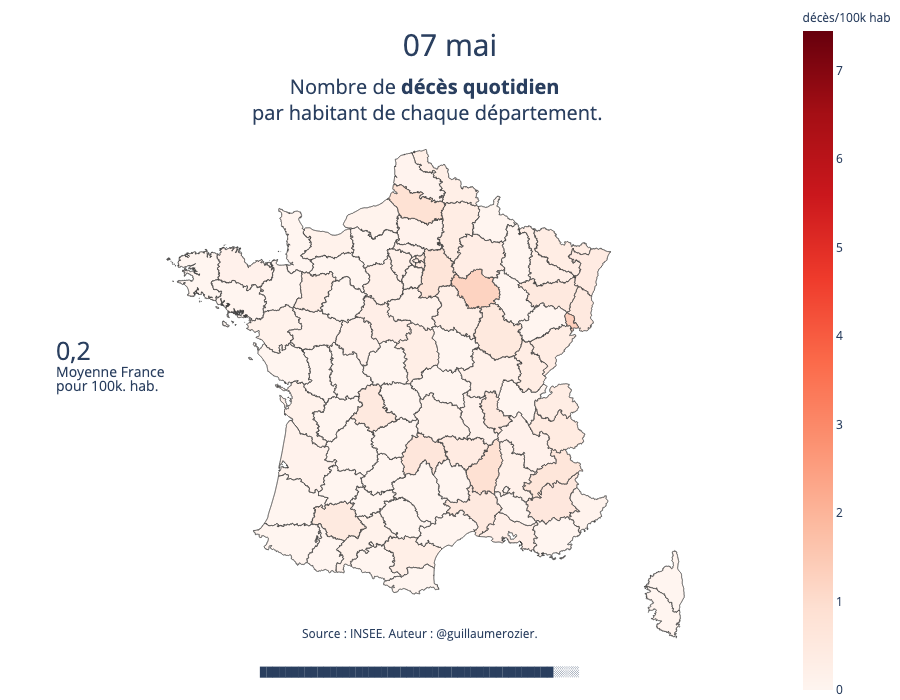 07 mai
Nombre de décès quotidien
par habitant de chaque département.
décès/100k hab
7
6
5
4
3
2
1
0
0,2
Moyenne France
pour 100k. hab.
Source : INSEE. Auteur : @guillaumerozier.